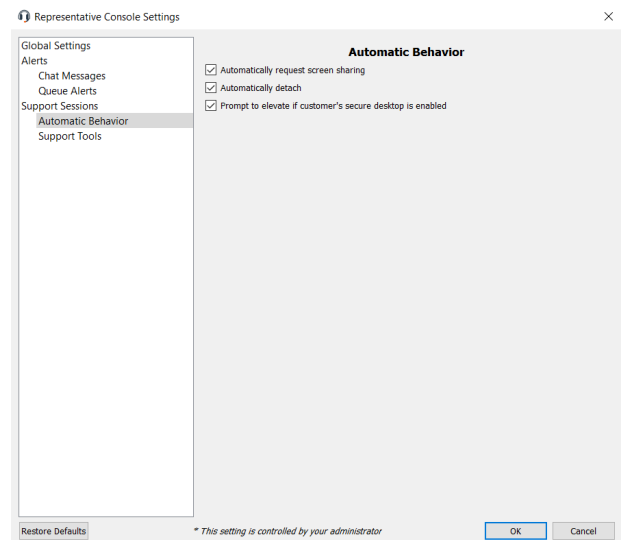 Representative Console Settings
Global Settings
Alerts
Chat Messages
Queue Alerts
Support Sessions
Automatic Behavior
Support Tools
Automatic Behavior
Automatically request screen sharing
Automatically detach
Prompt to elevate if customer's secure desktop is enabled
Restore Defaults
* This setting is controlled by your administrator
OK
Cancel